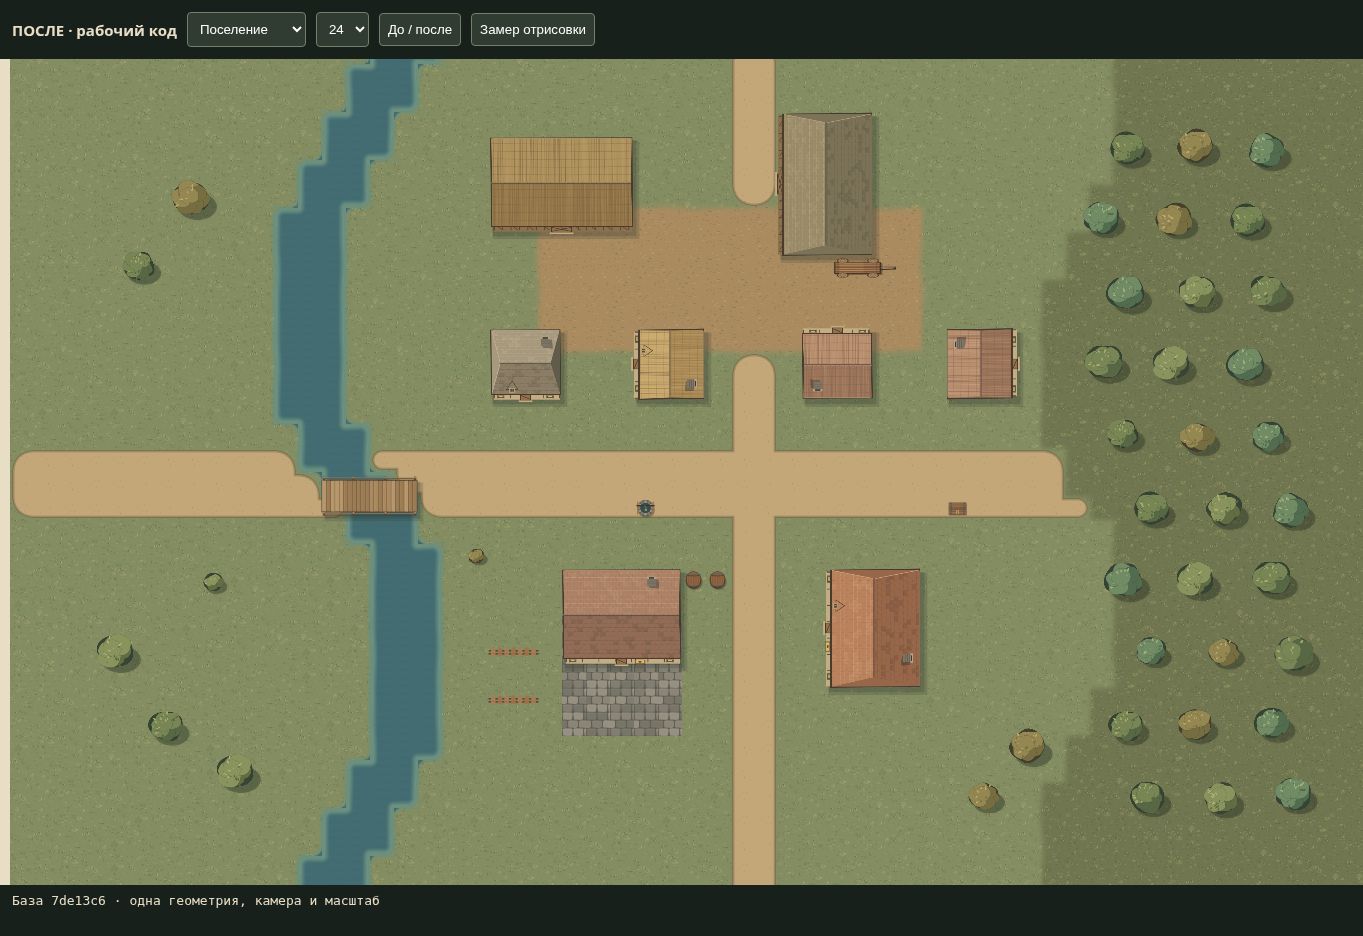 ПОСЛЕ · рабочий код Поселение 24 До / после Замер отрисовки
База 7de13c6 · одна геометрия, камера и масштаб